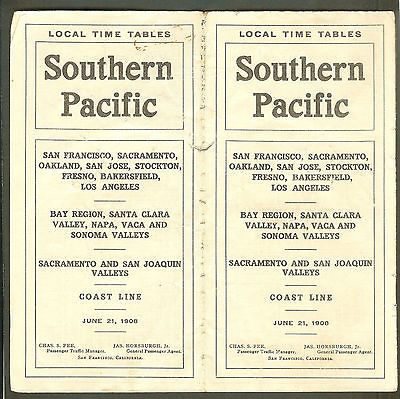 LOCAL TIME TABLES
Southern
Pacific
SAN FRANCISCO, SACRAMENTO,
OAKLAND, SAN JOSE, STOCKTON,
FRESNO, BAKERSFIELD,
LOS ANGELES
BAY REGION, SANTA CLARA
VALLEY, NAPA, VACA AND
SONOMA VALLEYS
SACRAMENTO AND SAN JOAQUIN
VALLEYS
COAST LINE
JUNE 21, 1908
CHAS. S. FEE, JAS. HORSBURGH, Jr.
Passenger Traffic Manager, General Passenger Agent.
SAN FRANCISCO, CALIFORNIA.
LOCAL TIME TABLES
Southern
Pacific
SAN FRANCISCO, SACRAMENTO,
OAKLAND, SAN JOSE, STOCKTON,
FRESNO, BAKERSFIELD,
LOS ANGELES
BAY REGION, SANTA CLARA
VALLEY, NAPA, VACA AND
SONOMA VALLEYS
SACRAMENTO AND SAN JOAQUIN
VALLEYS
COAST LINE
JUNE 21, 1908
CHAS. S. FEE, JAS. HORSBURGH, Jr.
Passenger Traffic Manager, General Passenger Agent.
SAN FRANCISCO, CALIFORNIA.